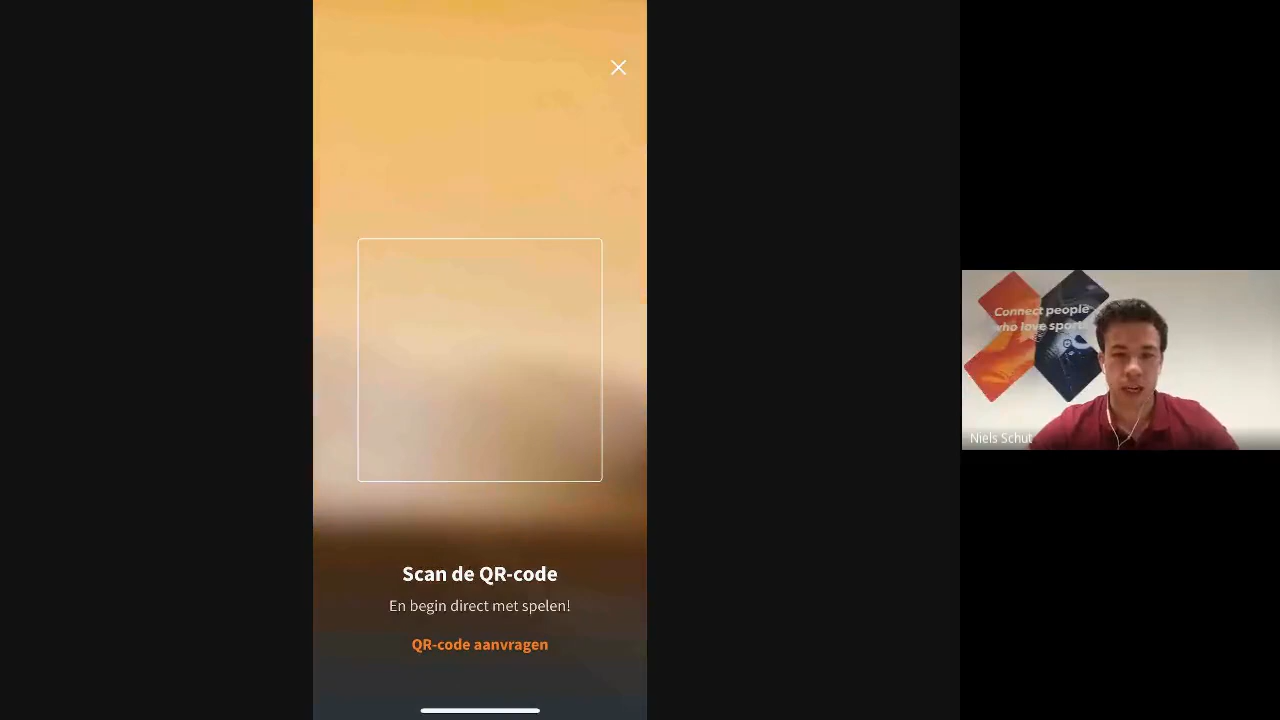 Scan de QR-code
En begin direct met spelen!
QR-code aanvragen
Connect people
who love sport
Niels Schut